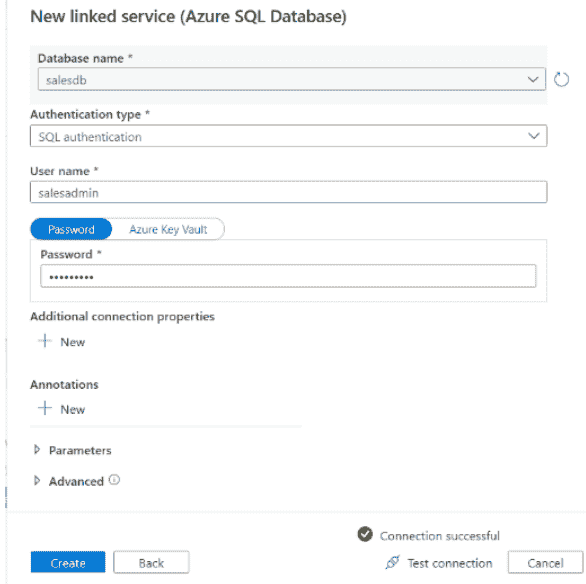 New linked service (Azure SQL Database)
Database name *
salesdb
Authentication type *
SQL authentication
User name *
salesadmin
Password
Azure Key Vault
Password *
•••••••••
Additional connection properties
New
Annotations
New
Parameters
Advanced
Connection successful
Create
Back
Test connection
Cancel